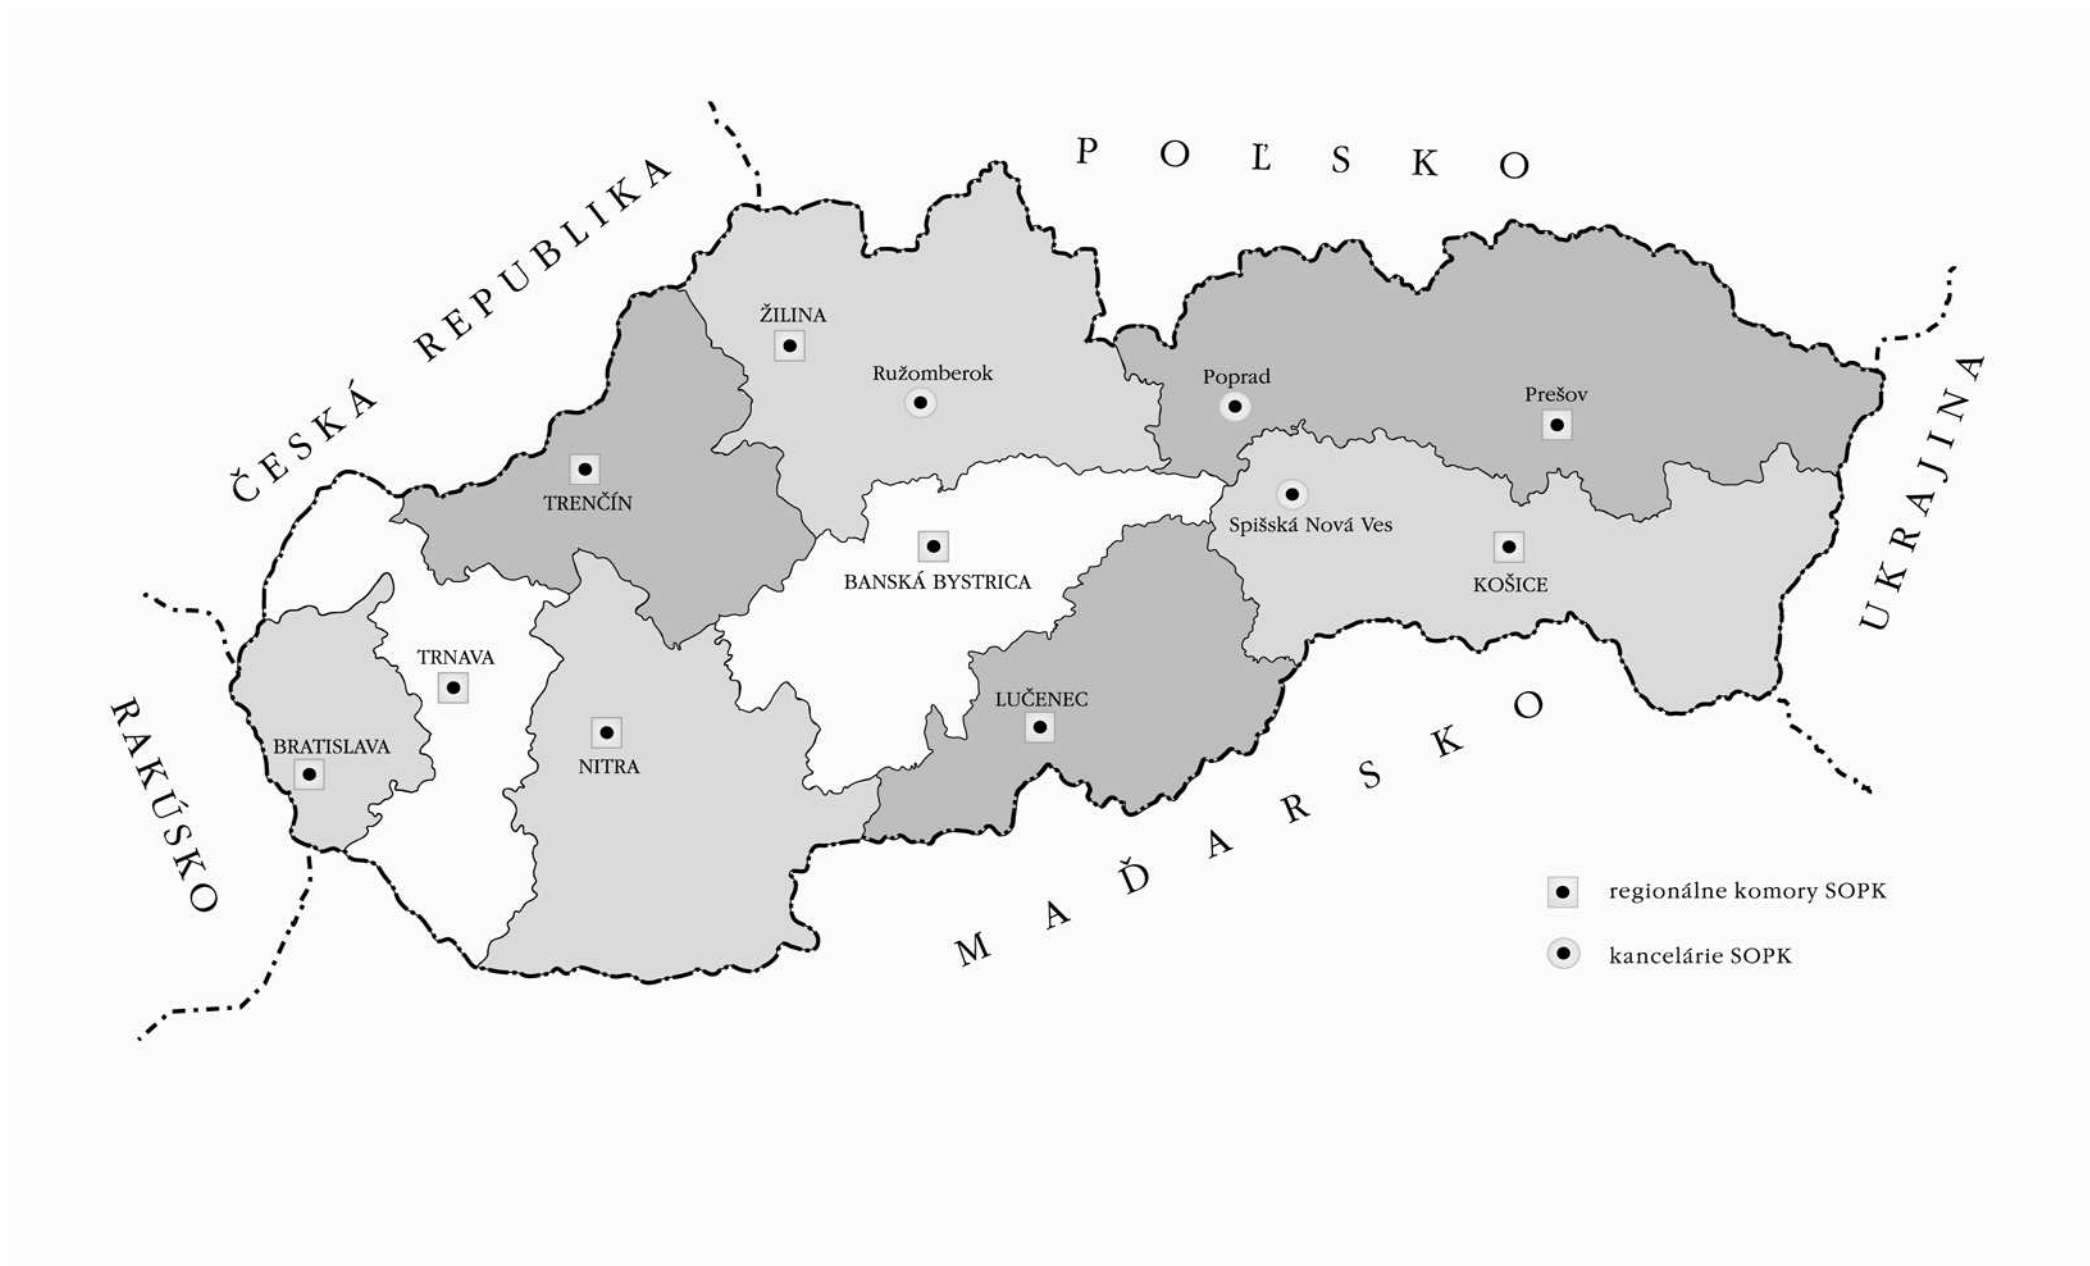 POĽSKO
ČESKÁ REPUBLIKA
ŽILINA
Ružomberok
Poprad
Prešov
UKRAJINA
TRENČÍN
Spišská Nová Ves
BANSKÁ BYSTRICA
KOŠICE
TRNAVA
LUČENEC
BRATISLAVA
NITRA
RAKÚSKO
MAĎARSKO
regionálne komory SOPK
kancelárie SOPK